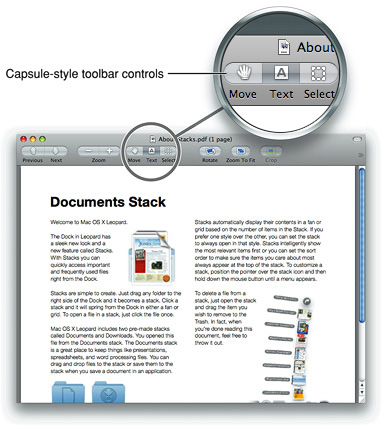 About
Capsule-style toolbar controls
Move Text Select
About Stacks.pdf (1 page)
Previous Next Zoom Move Text Select Rotate Zoom To Fit Crop
Documents Stack
Welcome to Mac OS X Leopard.
The Dock in Leopard has
a sleek new look and a
new feature called Stacks.
With Stacks you can
quickly access important
and frequently used files
right from the Dock.
Stacks are simple to create. Just drag any folder to the
right side of the Dock and it becomes a stack. Click a
stack and it will spring from the Dock in either a fan or
grid. To open a file in a stack, just click the file once.
Mac OS X Leopard includes two pre-made stacks
called Documents and Downloads. You opened this
file from the Documents stack. The Documents stack
is a great place to keep things like presentations,
spreadsheets, and word processing files. You can
drag and drop files to the stack or save them to the
stack when you save a document in an application.
Stacks automatically display their contents in a fan or
grid based on the number of items in the Stack. If you
prefer one style over the other, you can set the stack
to always open in that style. Stacks intelligently show
the most relevant items first or you can set the sort
order to make sure the items you care about most
always appear at the top of the stack. To customize a
stack, position the pointer over the stack icon and then
hold down the mouse button until a menu appears.
To delete a file from a
stack, just open the stack
and drag the item you
wish to remove to the
Trash. In fact, when
you're done reading this
document, feel free to
throw it out.